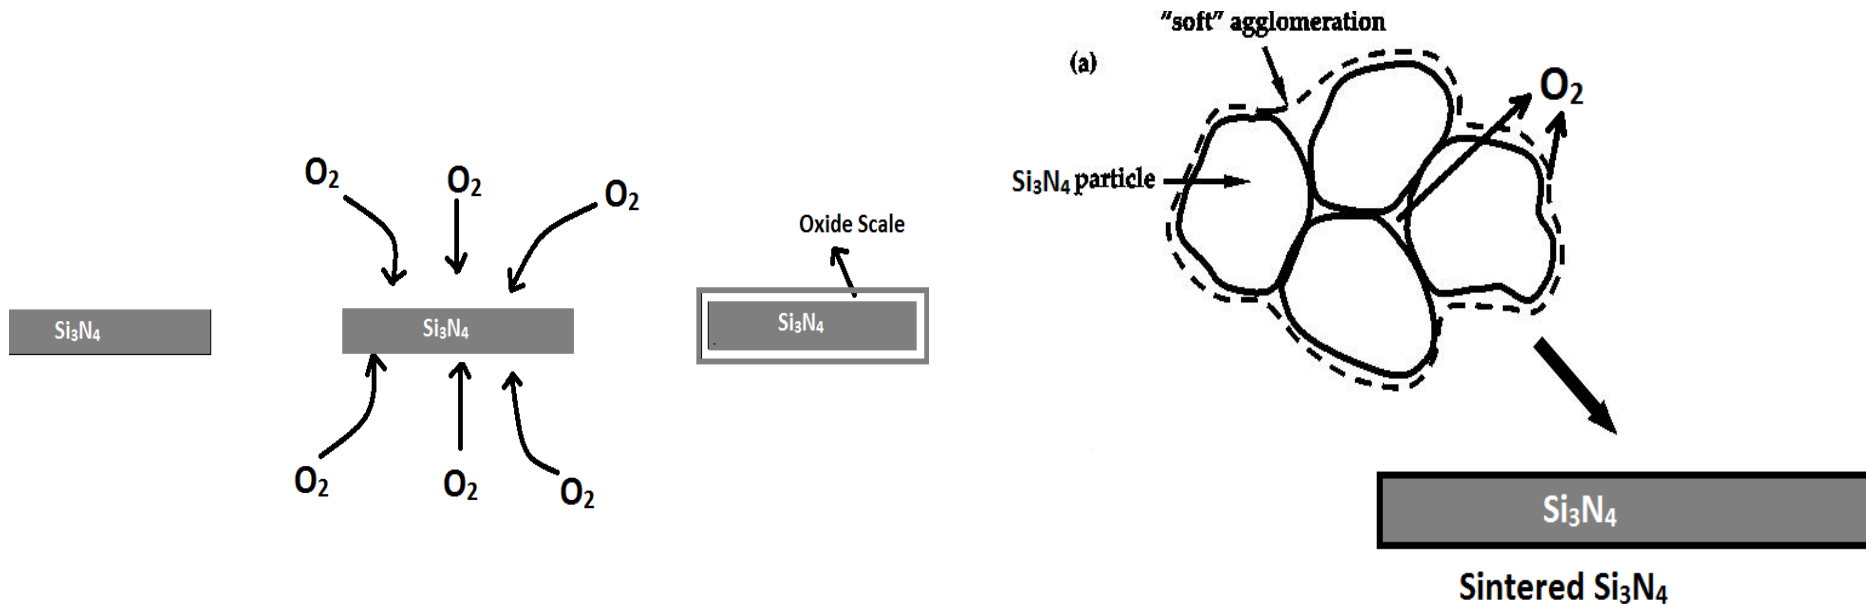 O₂
O₂
O₂
Oxide Scale
Si₃N₄
Si₃N₄
Si₃N₄
O₂
O₂
O₂
"soft" agglomeration
(a)
O₂
Si₃N₄ particle
Si₃N₄
Sintered Si₃N₄